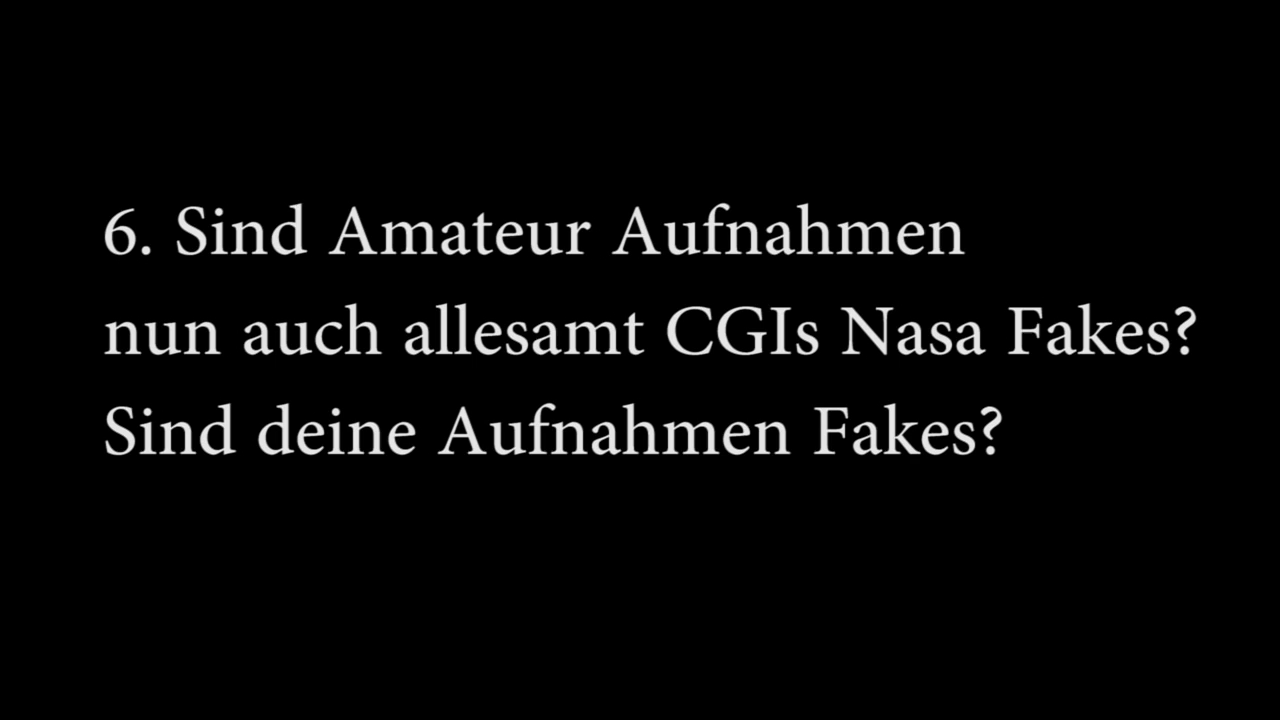 6. Sind Amateur Aufnahmen
nun auch allesamt CGIs Nasa Fakes?
Sind deine Aufnahmen Fakes?